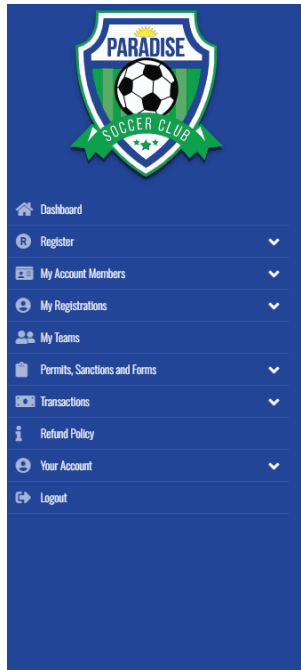 PARADISE
SOCCER CLUB
Dashboard
R Register
My Account Members
My Registrations
My Teams
Permits, Sanctions and Forms
Transactions
Refund Policy
Your Account
Logout